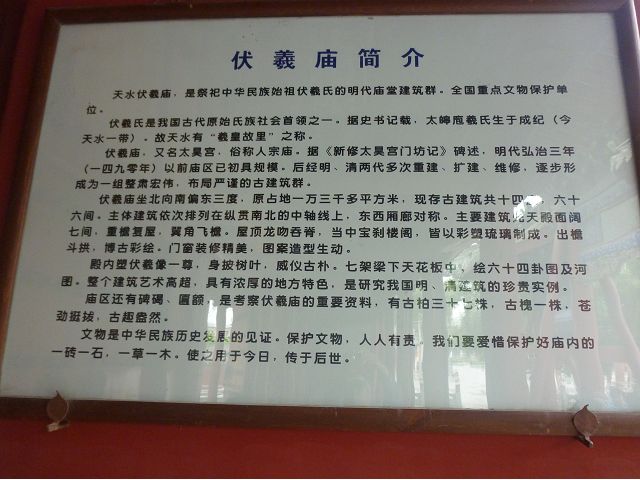 伏羲庙简介
天水伏羲庙，是祭祀中华民族始祖伏羲氏的明代庙堂建筑群。全国重点文物保护单
位。
伏羲氏是我国古代原始氏族社会首领之一。据史书记载，太皞庖羲氏生于成纪（今
天水一带）。故天水有“羲皇故里”之称。
伏羲庙，又名太昊宫，俗称人宗庙。据《新修太昊宫门坊记》碑述，明代弘治三年
（一四九零年）以前庙区已初具规模。后经明、清两代多次重建、扩建、维修，逐步形
成为一组整肃宏伟，布局严谨的古建筑群。
伏羲庙坐北向南偏东三度，原占地一万三千多平方米，现存古建筑共十四 六十
六间。主体建筑依次排列在纵贯南北的中轴线上，东西厢廊对称。主要建筑 天殿面阔
七间，重檐复屋，翼角飞檐。屋顶龙吻吞脊，当中宝刹楼阁，皆以彩塑琉璃制成。出檐
斗拱，博古彩绘。门窗装修精美，图案造型生动。
殿内塑伏羲像一尊，身披树叶，威仪古朴。七架梁下天花板中，绘六十四卦图及河
图。整个建筑艺术高超，具有浓厚的地方特色，是研究我国明、清建筑的珍贵实例。
庙区还有碑碣、匾额，是考察伏羲庙的重要资料，有古柏三十七株，古槐一株，苍
劲挺拔，古趣盎然。
文物是中华民族历史发展的见证。保护文物，人人有责。我们要爱惜保护好庙内的
一砖一石，一草一木。使之用于今日，传于后世。